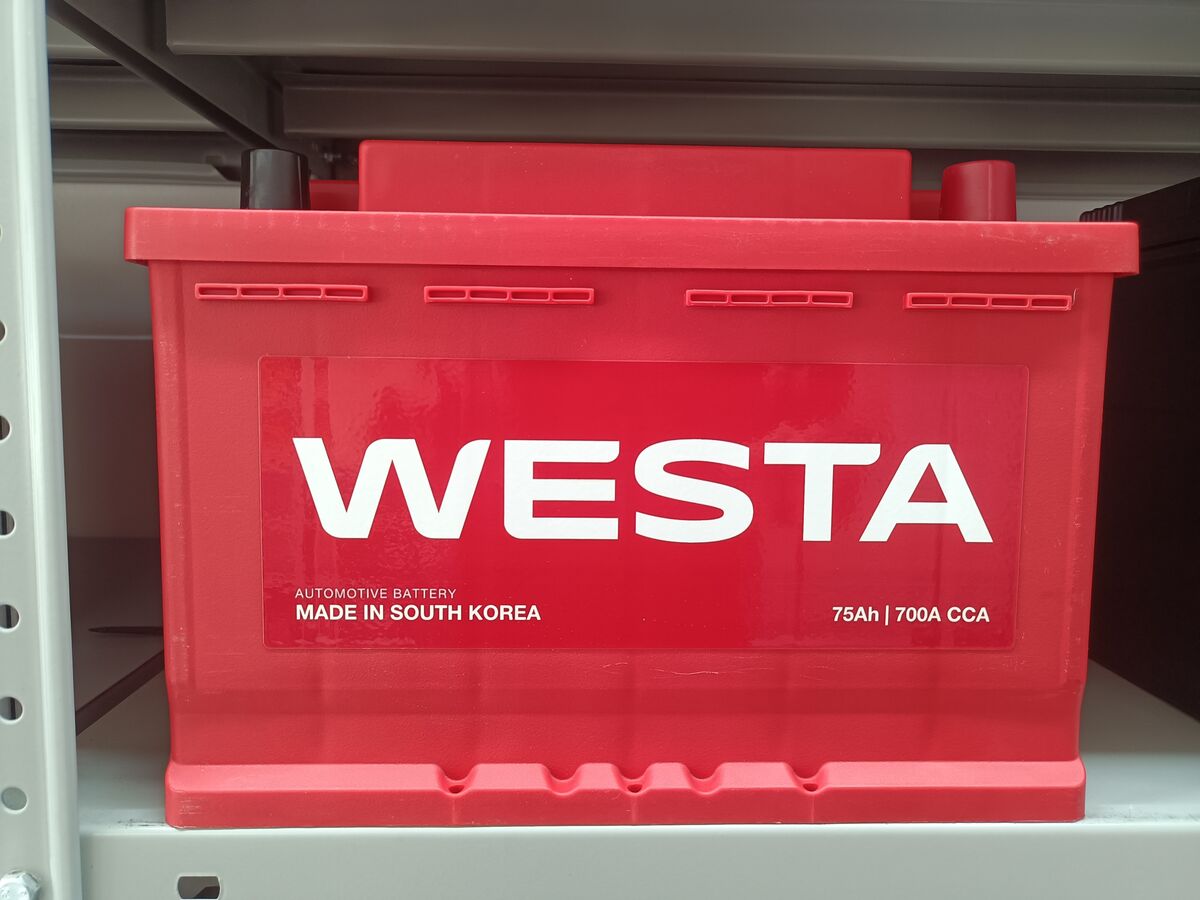 WESTA
AUTOMOTIVE BATTERY
MADE IN SOUTH KOREA
75Ah | 700A CCA